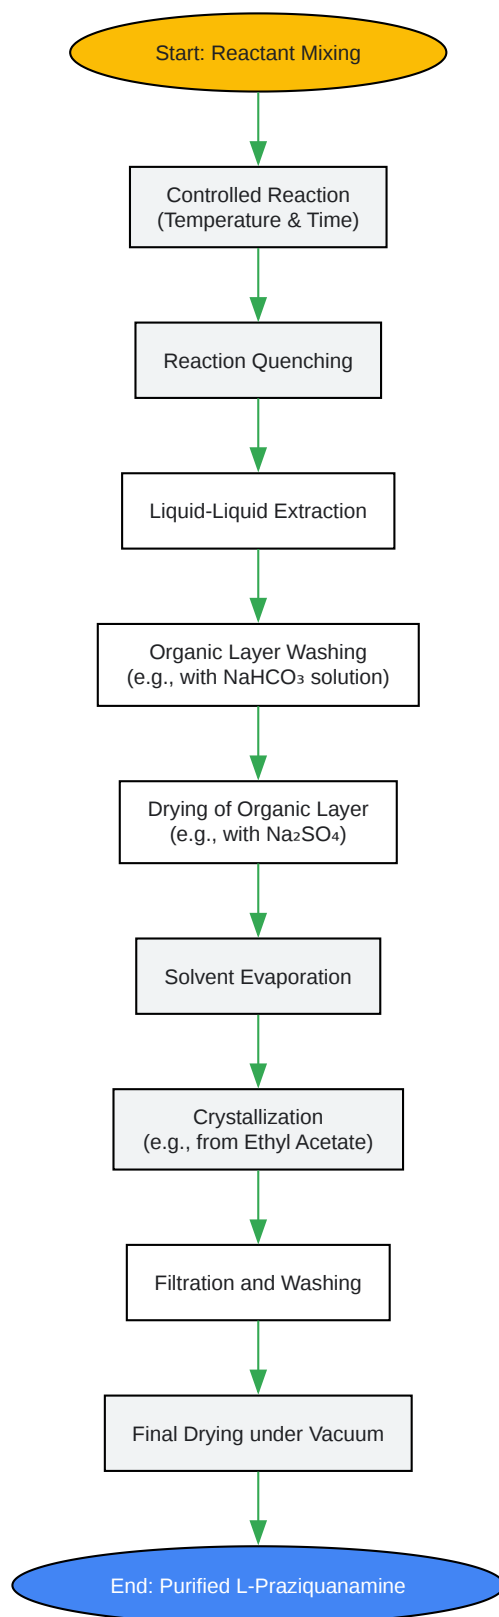 Start: Reactant Mixing
Controlled Reaction
(Temperature & Time)
Reaction Quenching
Liquid-Liquid Extraction
Organic Layer Washing
(e.g., with NaHCO₃ solution)
Drying of Organic Layer
(e.g., with Na₂SO₄)
Solvent Evaporation
Crystallization
(e.g., from Ethyl Acetate)
Filtration and Washing
Final Drying under Vacuum
End: Purified L-Praziquanamine